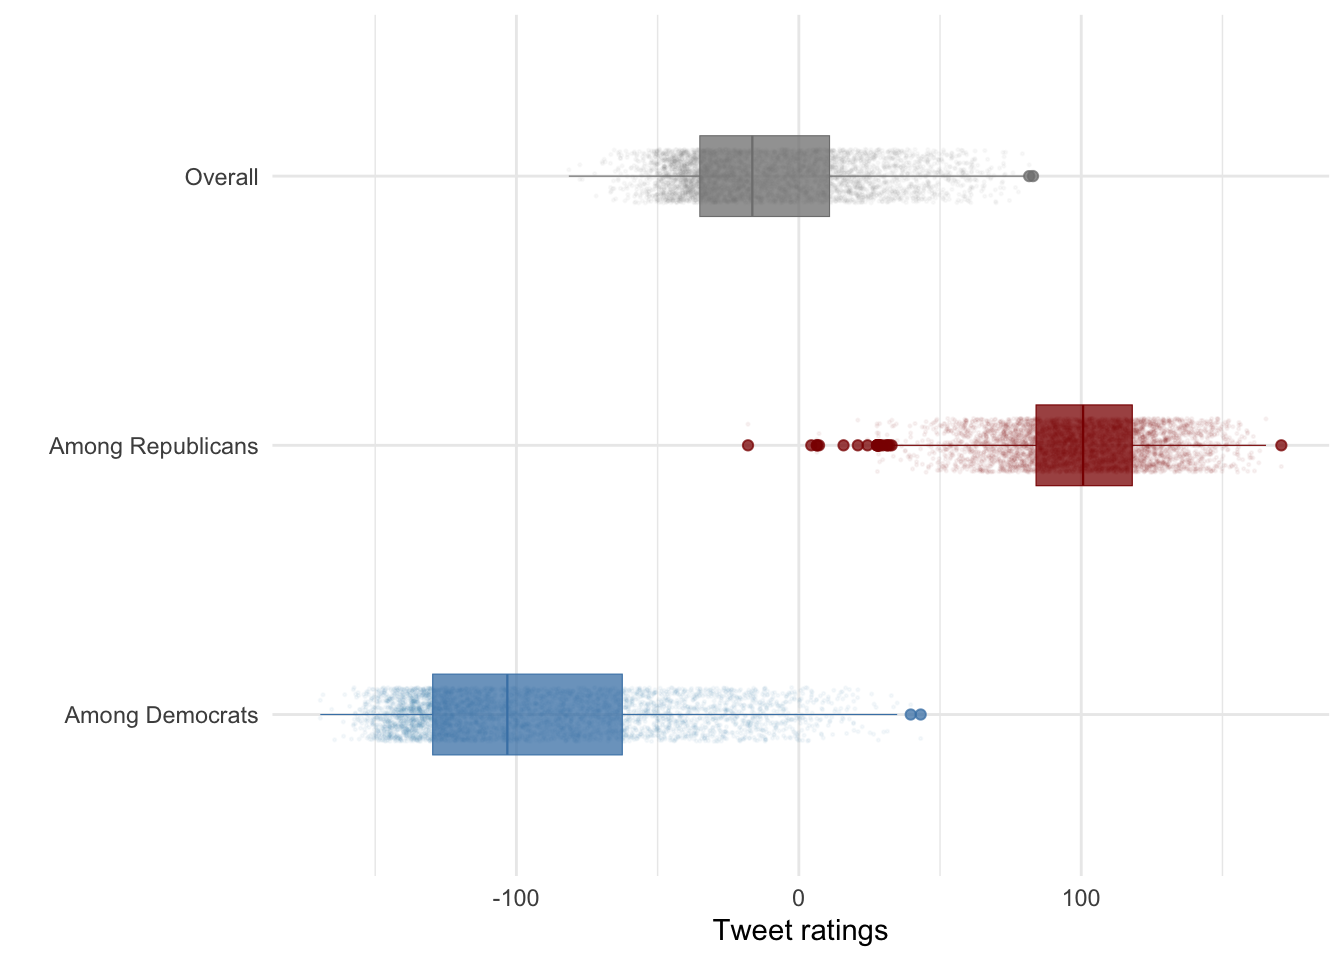 Overall
Among Republicans
Among Democrats
-100 0 100
Tweet ratings